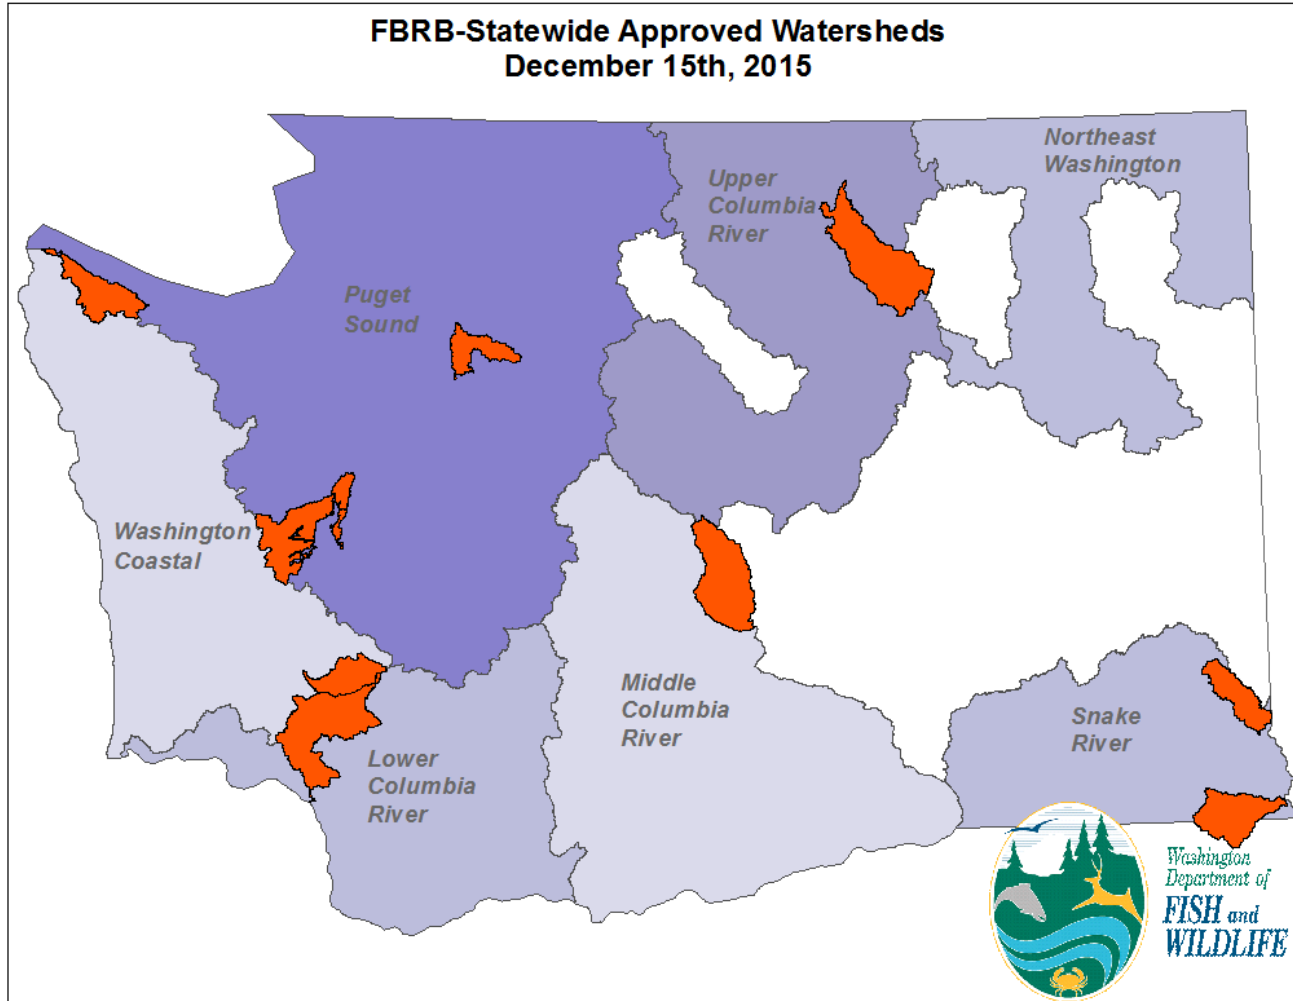 FBRB-Statewide Approved Watersheds
December 15th, 2015
Northeast
Washington
Upper
Columbia
River
Puget
Sound
Washington
Coastal
Middle
Columbia
River
Snake
River
Lower
Columbia
River
Washington
Department of
FISH and
WILDLIFE